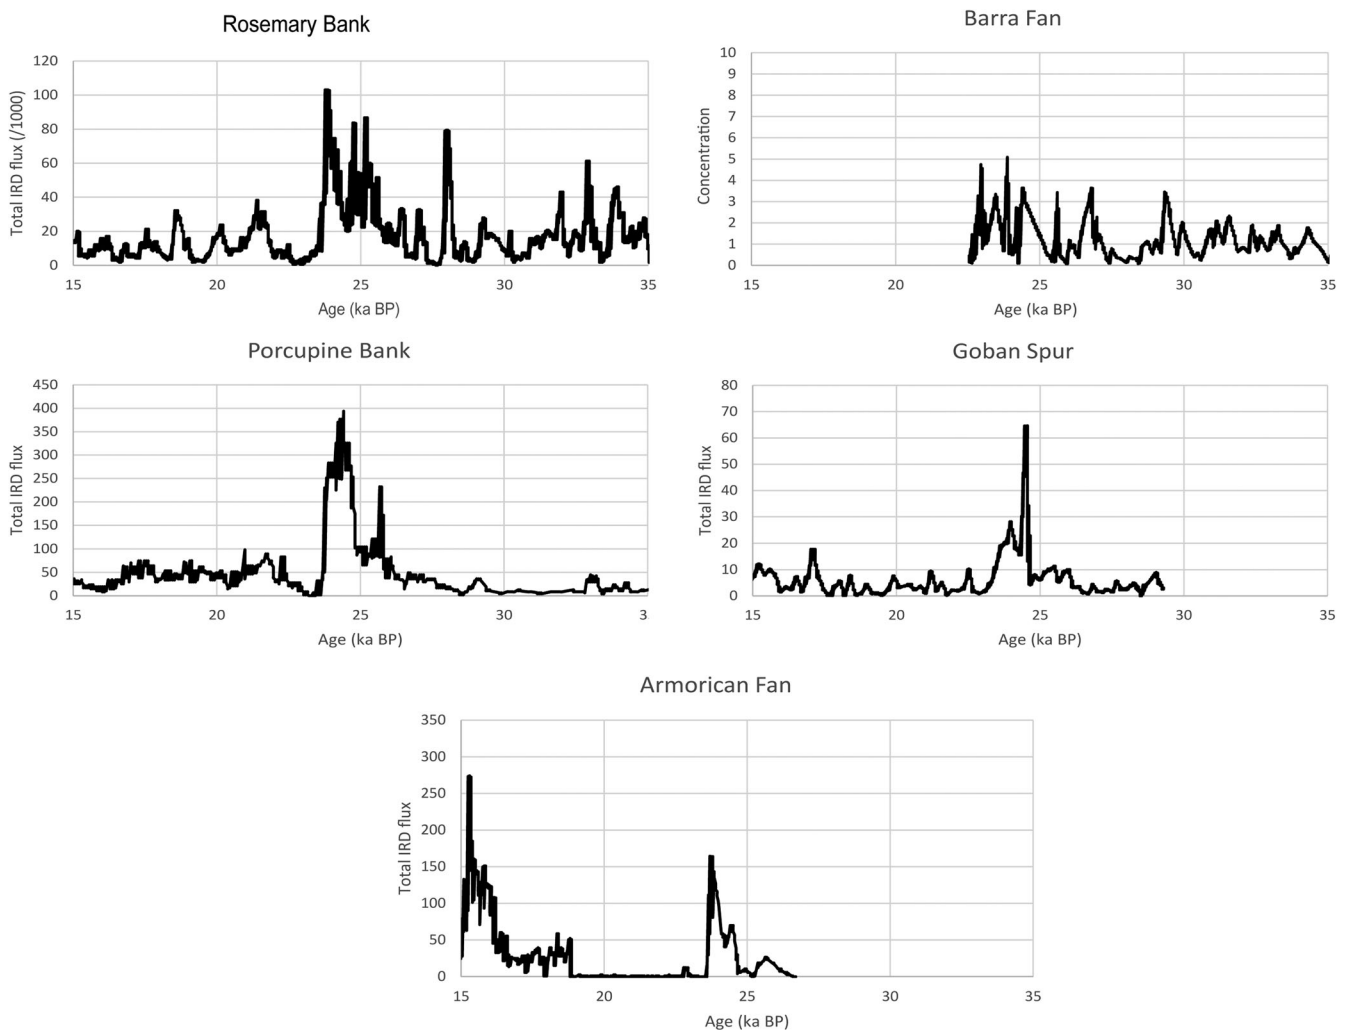 Rosemary Bank
Total IRD flux (/1000)
120
100
80
60
40
20
0
15 20 25 30 35
Age (ka BP)
Barra Fan
Concentration
10
9
8
7
6
5
4
3
2
1
0
15 20 25 30 35
Age (ka BP)
Porcupine Bank
Total IRD flux
450
400
350
300
250
200
150
100
50
0
15 20 25 30 3
Age (ka BP)
Goban Spur
Total IRD flux
80
70
60
50
40
30
20
10
0
15 20 25 30 35
Age (ka BP)
Armorican Fan
Total IRD flux
350
300
250
200
150
100
50
0
15 20 25 30 35
Age (ka BP)